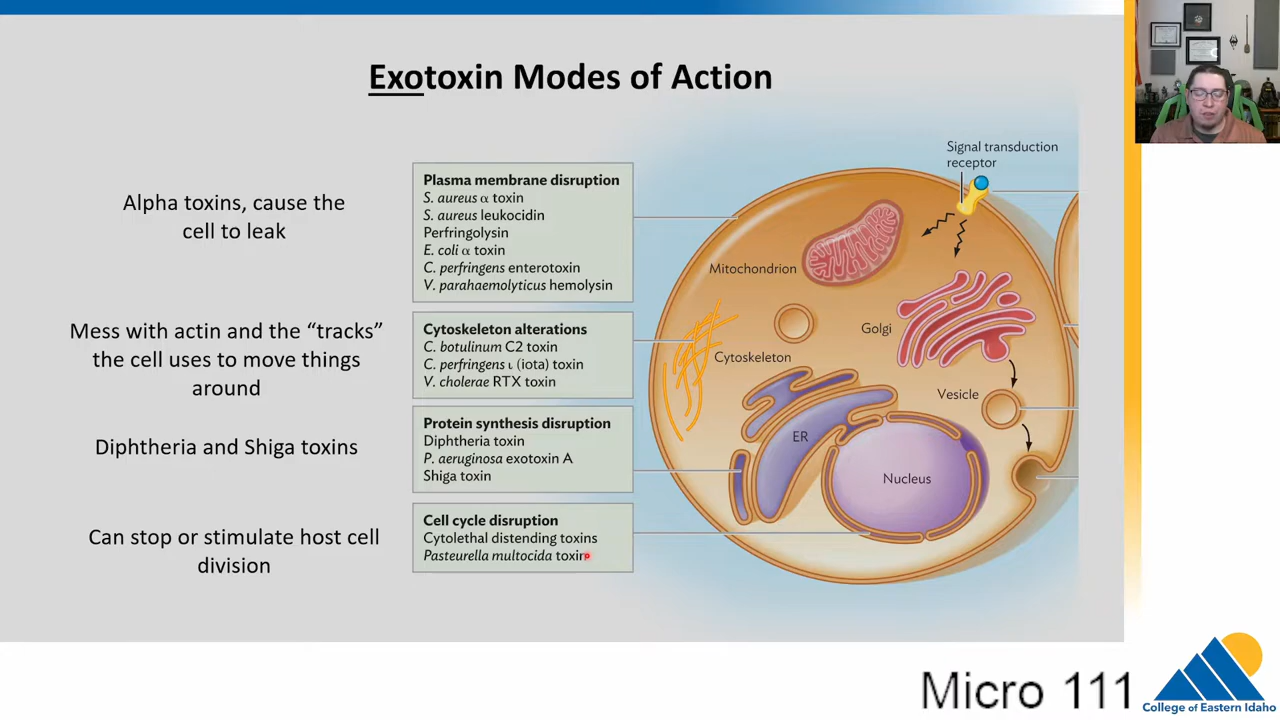 Exotoxin Modes of Action
Alpha toxins, cause the
cell to leak
Plasma membrane disruption
S. aureus α toxin
S. aureus leukocidin
Perfringolysin
E. coli α toxin
C. perfringens enterotoxin
V. parahaemolyticus hemolysin
Mess with actin and the “tracks”
the cell uses to move things
around
Cytoskeleton alterations
C. botulinum C2 toxin
C. perfringens ι (iota) toxin
V. cholerae RTX toxin
Diphtheria and Shiga toxins
Protein synthesis disruption
Diphtheria toxin
P. aeruginosa exotoxin A
Shiga toxin
Can stop or stimulate host cell
division
Cell cycle disruption
Cytolethal distending toxins
Pasteurella multocida toxin
Signal transduction
receptor
Mitochondrion
Golgi
Cytoskeleton
Vesicle
ER
Nucleus
Micro 111
College of Eastern Idaho